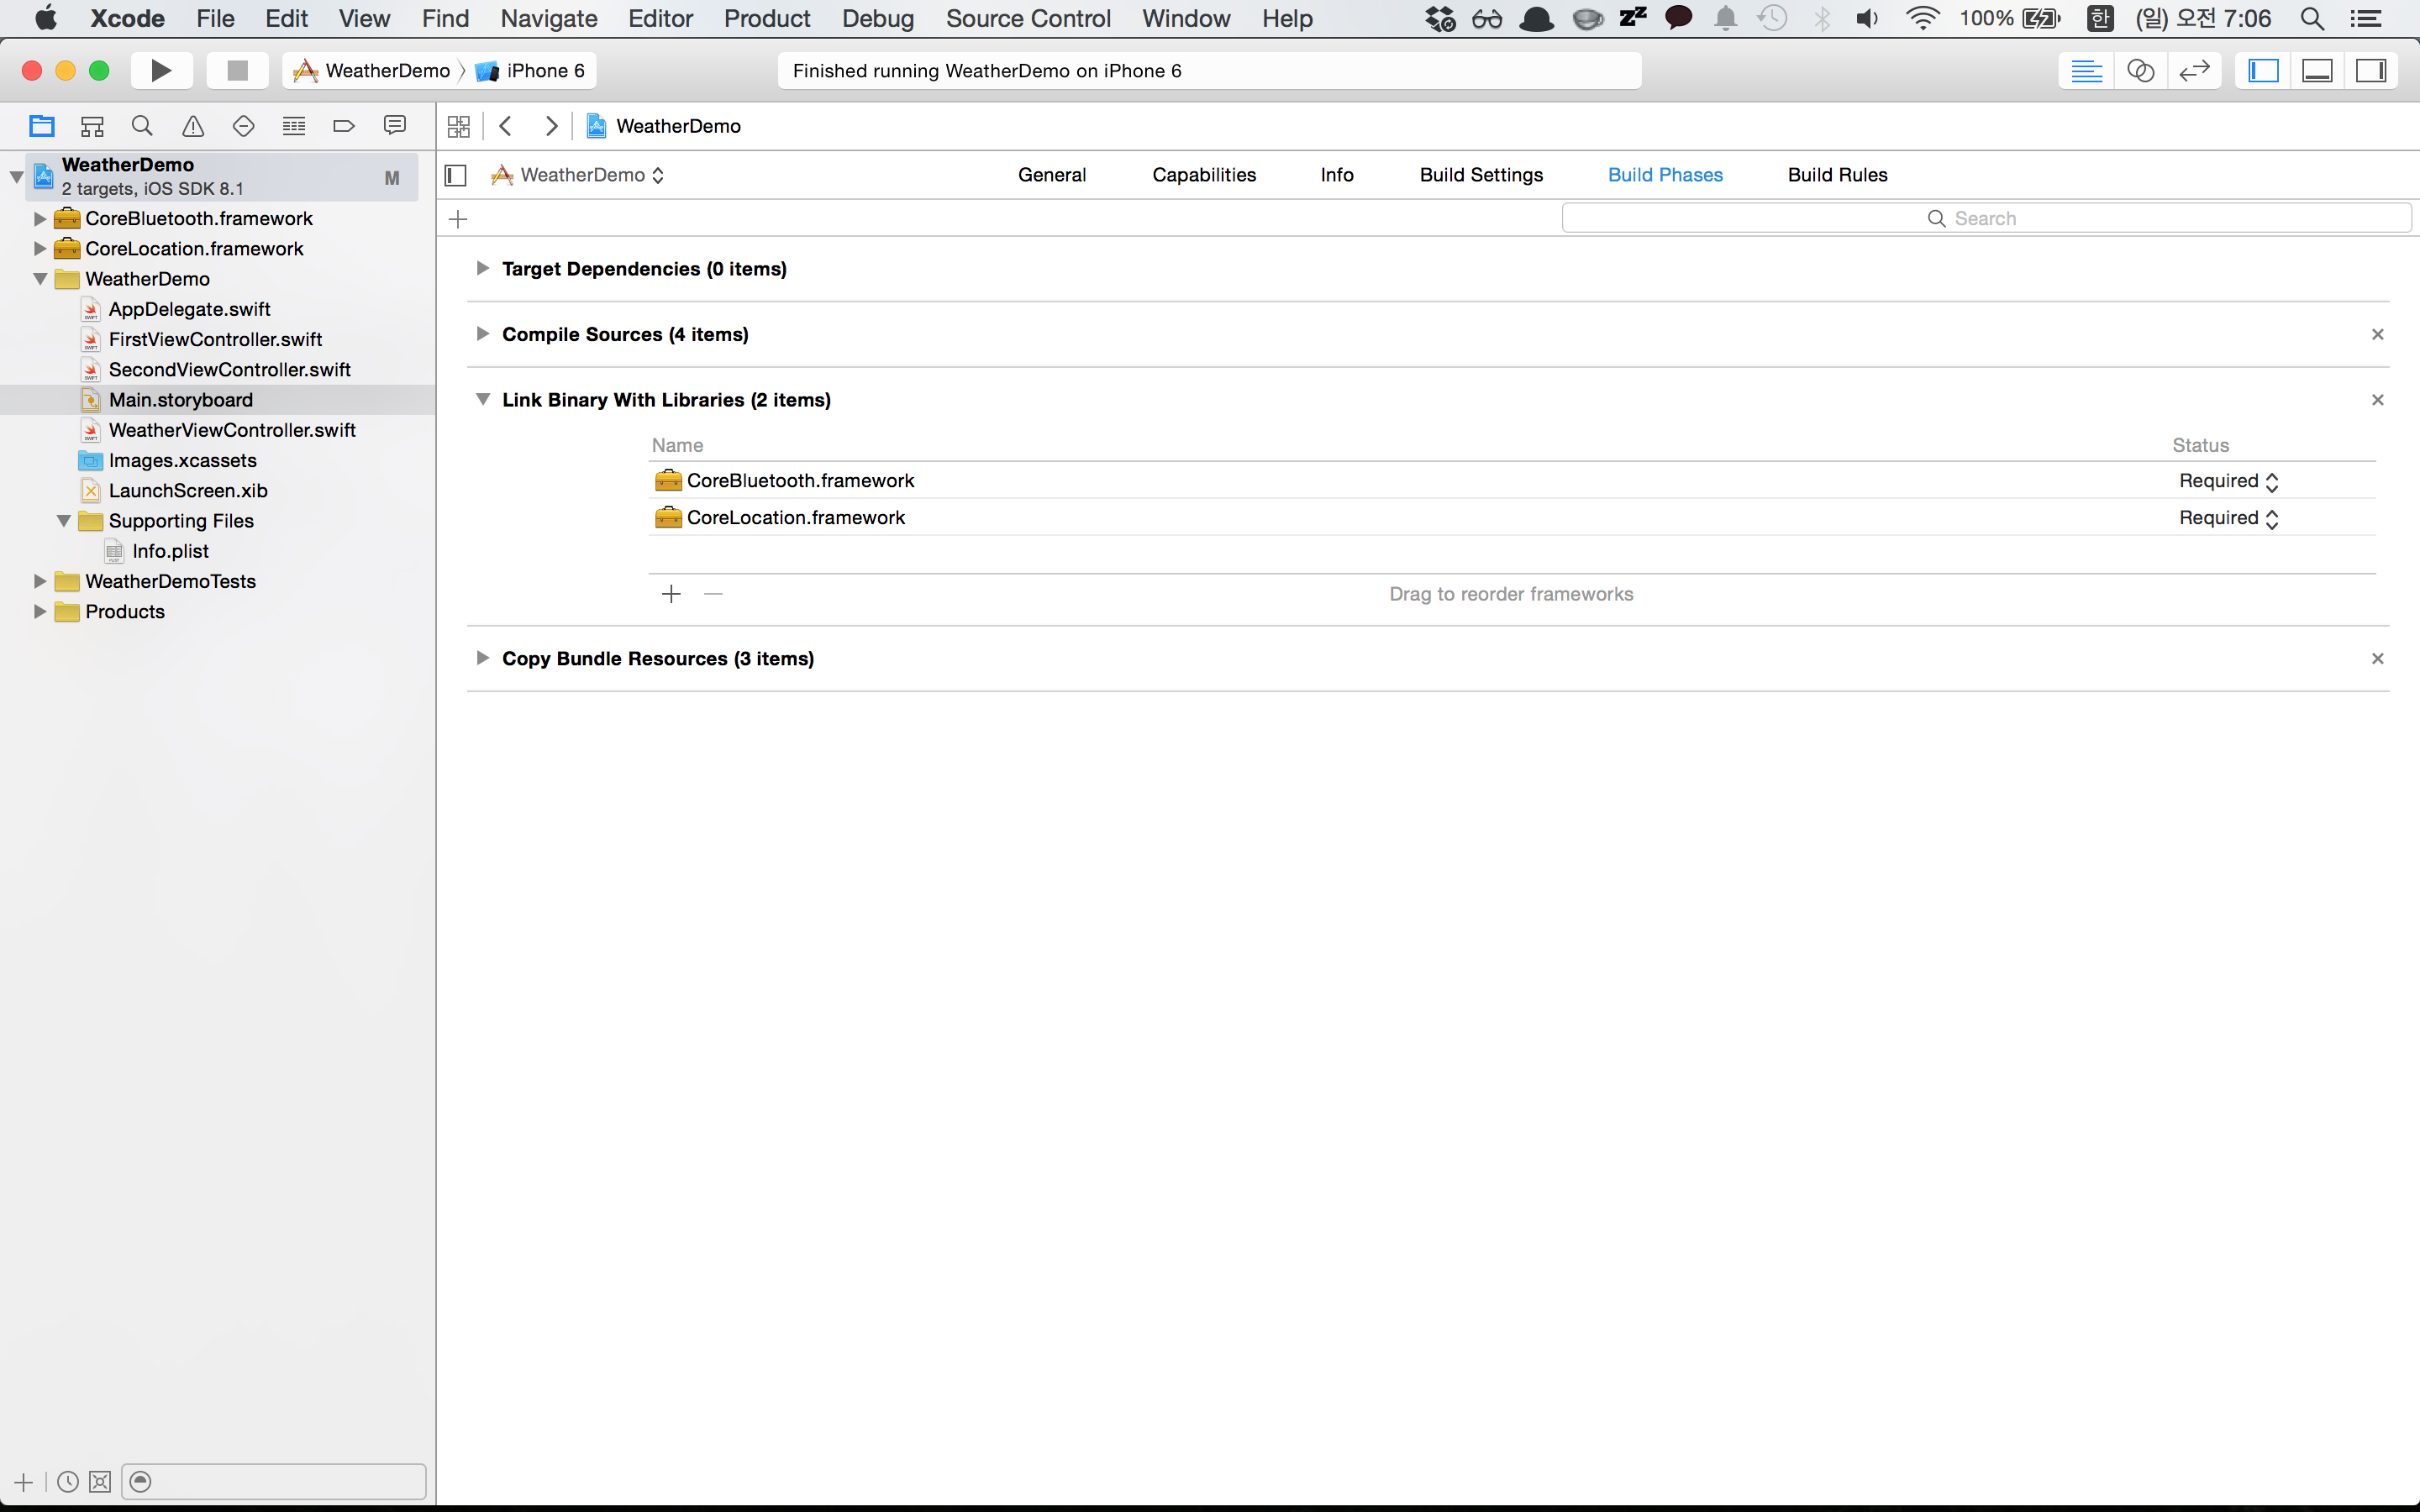 Xcode File Edit View Find Navigate Editor Product Debug Source Control Window Help 100% 한 (일) 오전 7:06
WeatherDemo iPhone 6 Finished running WeatherDemo on iPhone 6
WeatherDemo
WeatherDemo
2 targets, iOS SDK 8.1
M
CoreBluetooth.framework
CoreLocation.framework
WeatherDemo
AppDelegate.swift
FirstViewController.swift
SecondViewController.swift
Main.storyboard
WeatherViewController.swift
Images.xcassets
LaunchScreen.xib
Supporting Files
Info.plist
WeatherDemoTests
Products
WeatherDemo General Capabilities Info Build Settings Build Phases Build Rules
Search
Target Dependencies (0 items)
Compile Sources (4 items)
Link Binary With Libraries (2 items)
Name Status
CoreBluetooth.framework Required
CoreLocation.framework Required
Drag to reorder frameworks
Copy Bundle Resources (3 items)